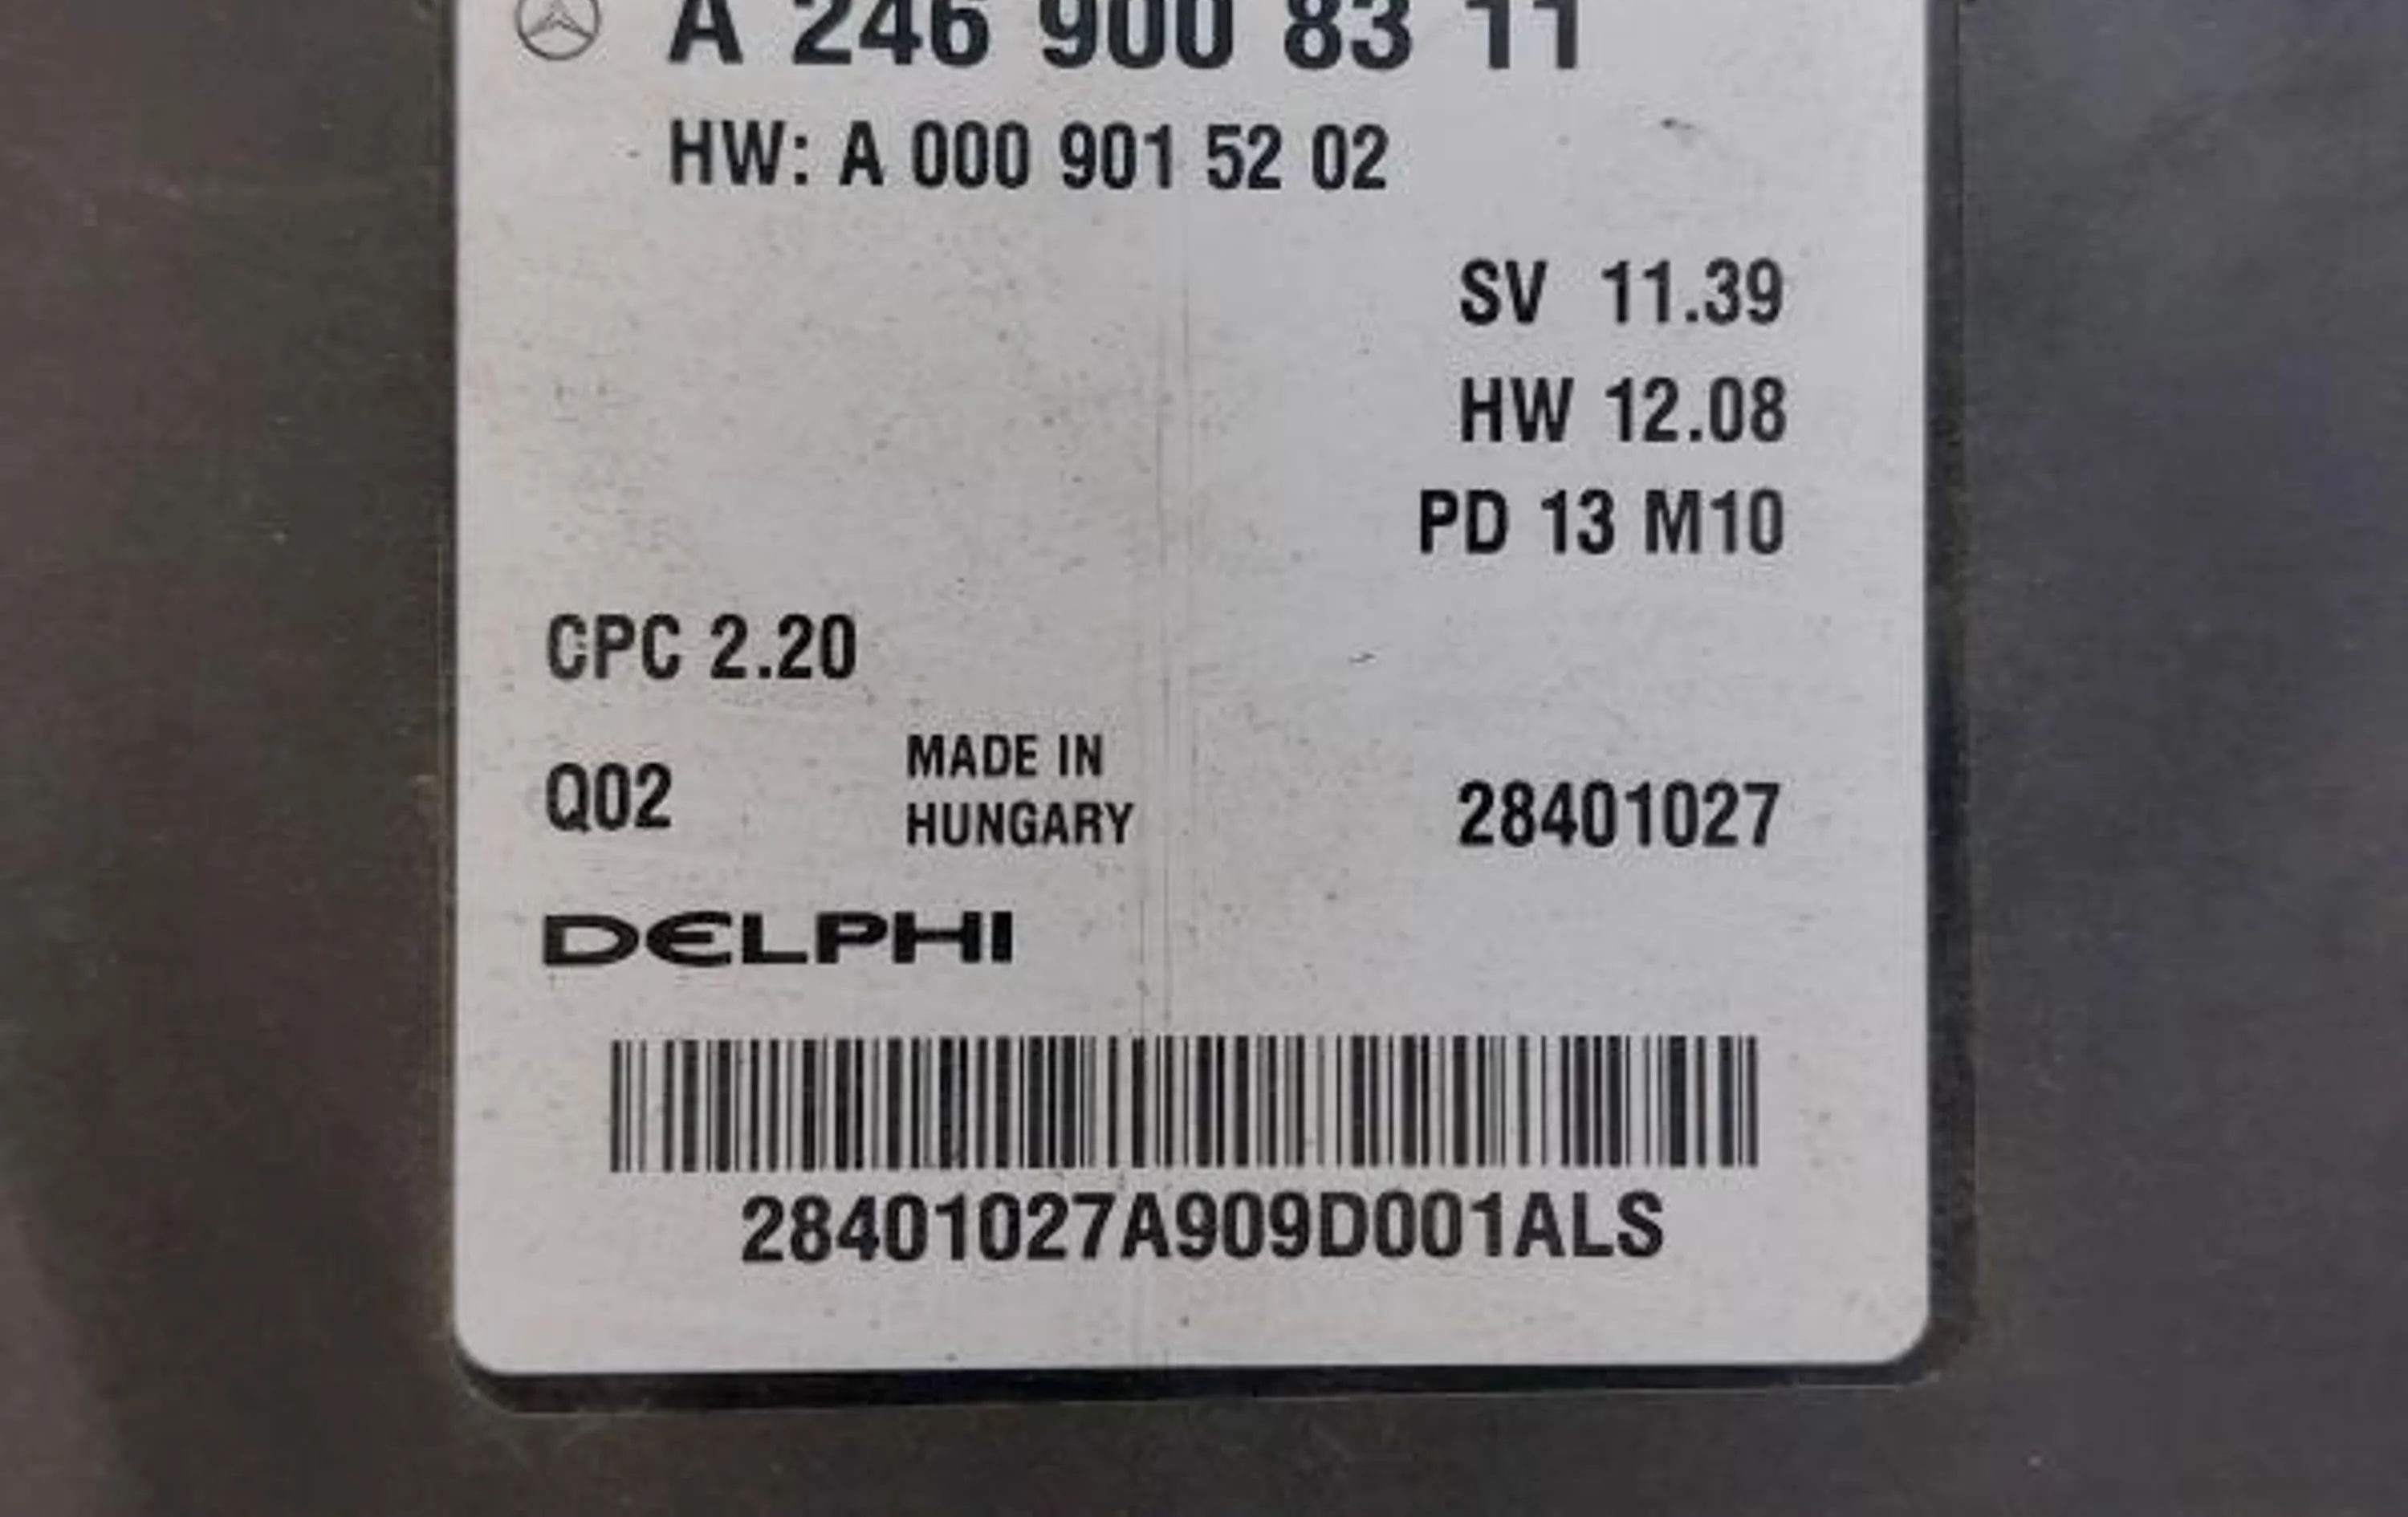 A 246 900 83 11
HW: A 000 901 52 02
SV 11.39
HW 12.08
PD 13 M10
CPC 2.20
Q02
MADE IN
HUNGARY
28401027
DELPHI
28401027A909D001ALS